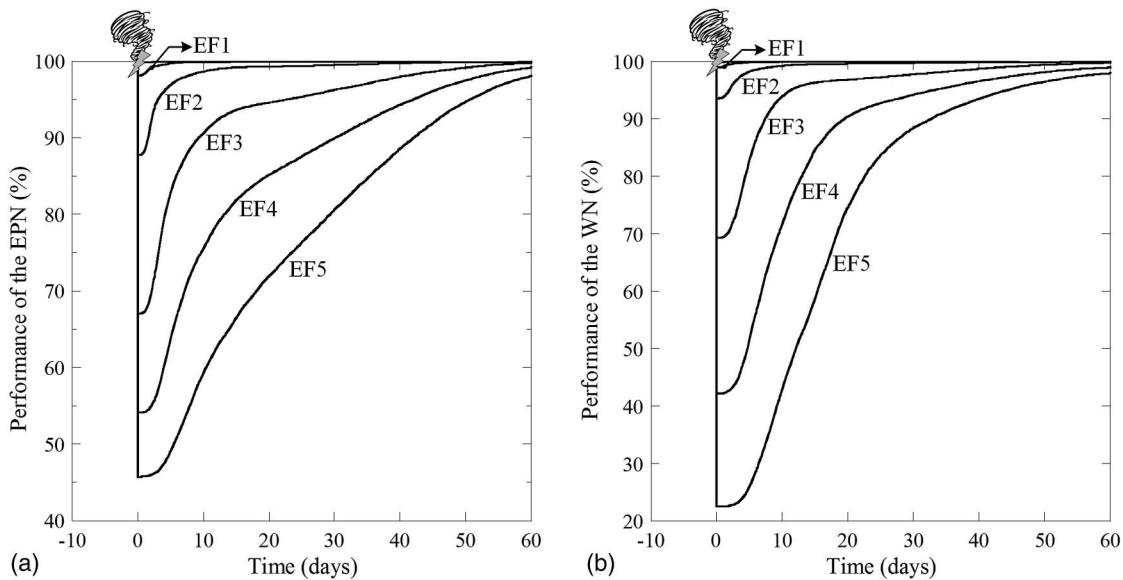 EF1
100
EF2
90
EF3
80
EF4
70
EF5
60
50
40
-10 0 10 20 30 40 50 60
Time (days)
Performance of the EPN (%)
(a)
EF1
100
EF2
90
EF3
80
EF4
70
EF5
60
50
40
30
20
-10 0 10 20 30 40 50 60
Time (days)
Performance of the WN (%)
(b)